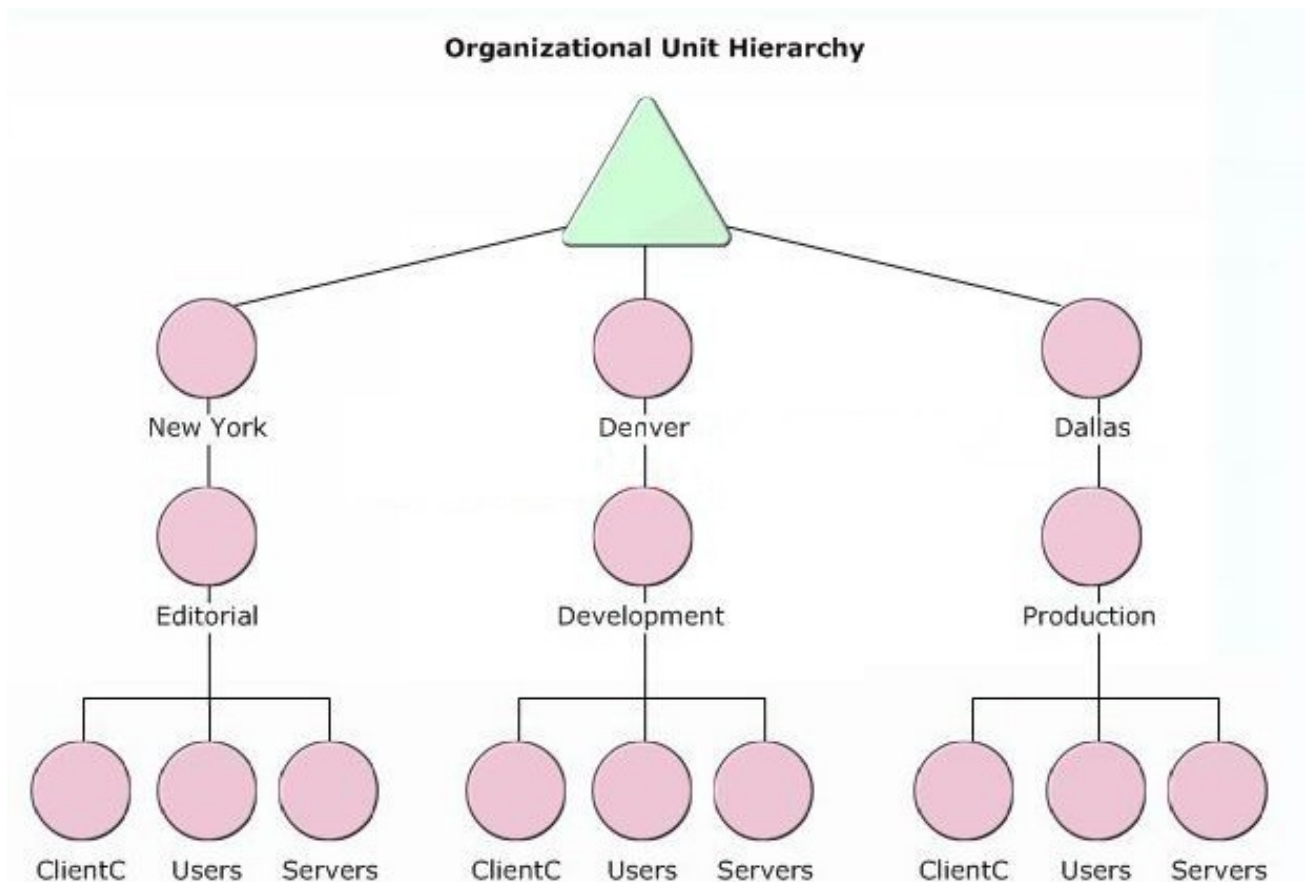 Organizational Unit Hierarchy
New York Denver Dallas
Editorial Development Production
ClientC Users Servers ClientC Users Servers ClientC Users Servers